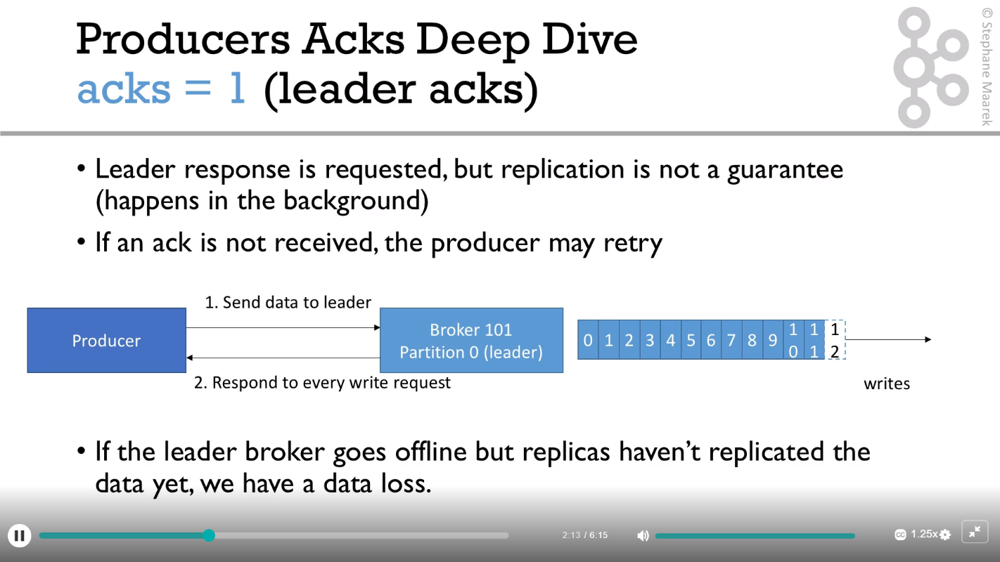 Producers Acks Deep Dive
acks = 1 (leader acks)
© Stephane Maarek
• Leader response is requested, but replication is not a guarantee
(happens in the background)
• If an ack is not received, the producer may retry
1. Send data to leader
Producer
Broker 101
Partition 0 (leader)
0 1 2 3 4 5 6 7 8 9 10 11 12
2. Respond to every write request
writes
• If the leader broker goes offline but replicas haven’t replicated the
data yet, we have a data loss.
2:13 / 6:15
CC
1.25x